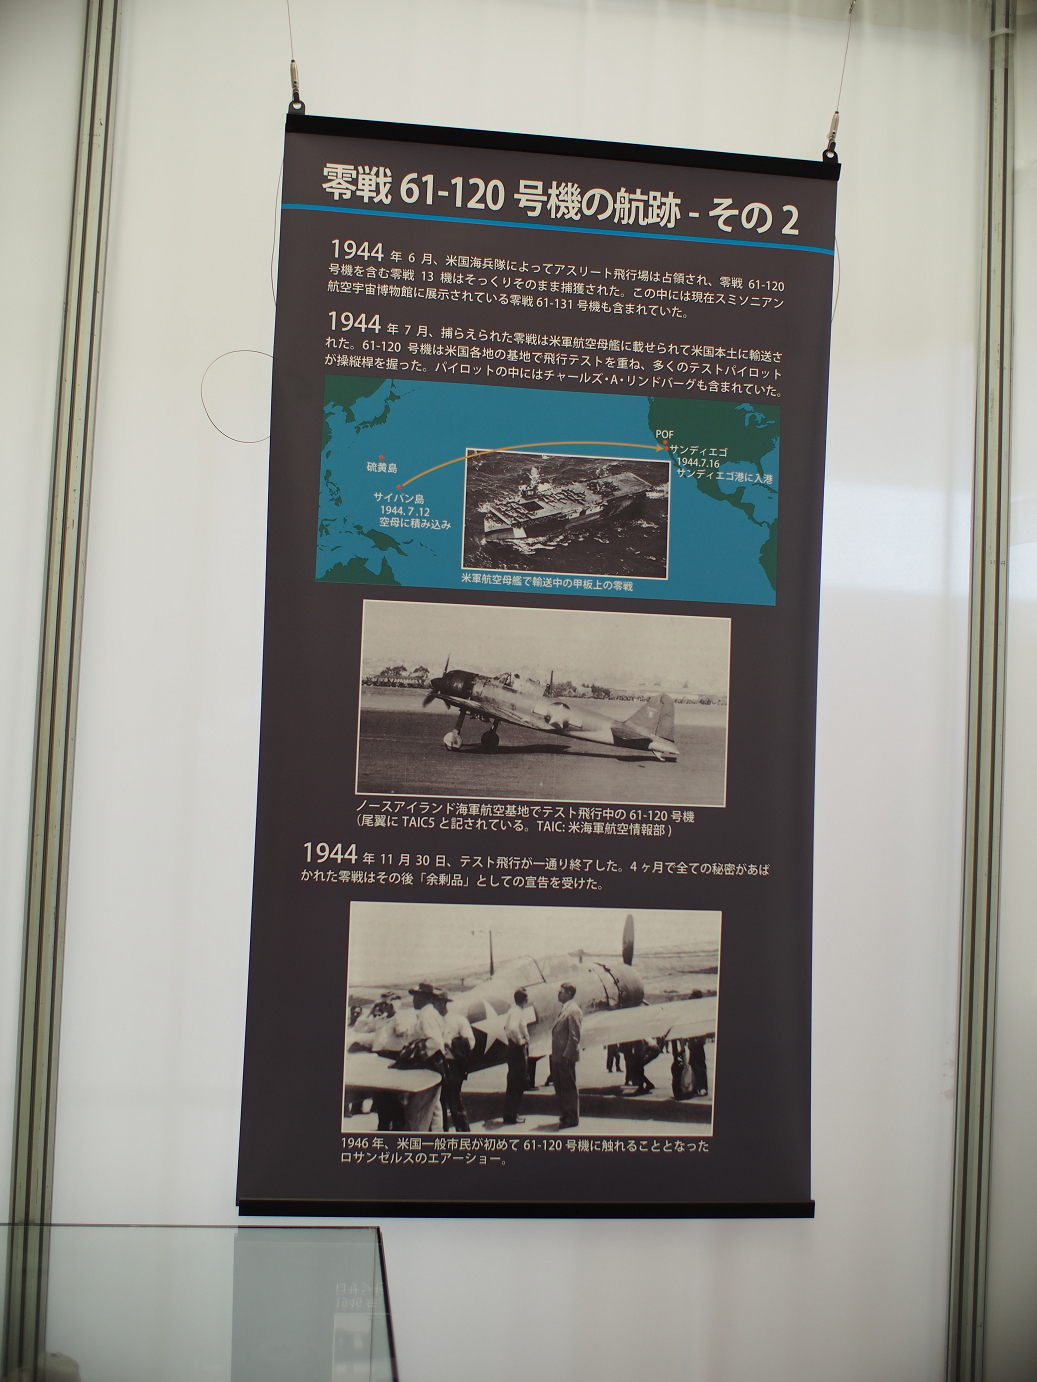 零戦 61-120 号機の航跡 - その 2
1944 年 6 月、米国海兵隊によってアスリート飛行場は占領され、零戦 61-120
号機を含む零戦 13 機はそっくりそのまま捕獲された。この中には現在スミソニアン
航空宇宙博物館に展示されている零戦 61-131 号機も含まれていた。
1944 年 7 月、捕らえられた零戦は米軍航空母艦に載せられて米国本土に輸送さ
れた。61-120 号機は米国各地の基地で飛行テストを重ね、多くのテストパイロット
が操縦桿を握った。パイロットの中にはチャールズ・A・リンドバーグも含まれていた。
POF
サンディエゴ
1944.7.16
サンディエゴ港に入港
硫黄島
サイパン島
1944.7.12
空母に積み込み
米軍航空母艦で輸送中の甲板上の零戦
ノースアイランド海軍航空基地でテスト飛行中の 61-120 号機
（尾翼に TAIC5 と記されている。TAIC: 米海軍航空情報部 )
1944 年 11 月 30 日、テスト飛行が一通り終了した。4 ヶ月で全ての秘密があば
かれた零戦はその後「余剰品」としての宣告を受けた。
1946 年、米国一般市民が初めて 61-120 号機に触れることとなった
ロサンゼルスのエアーショー。